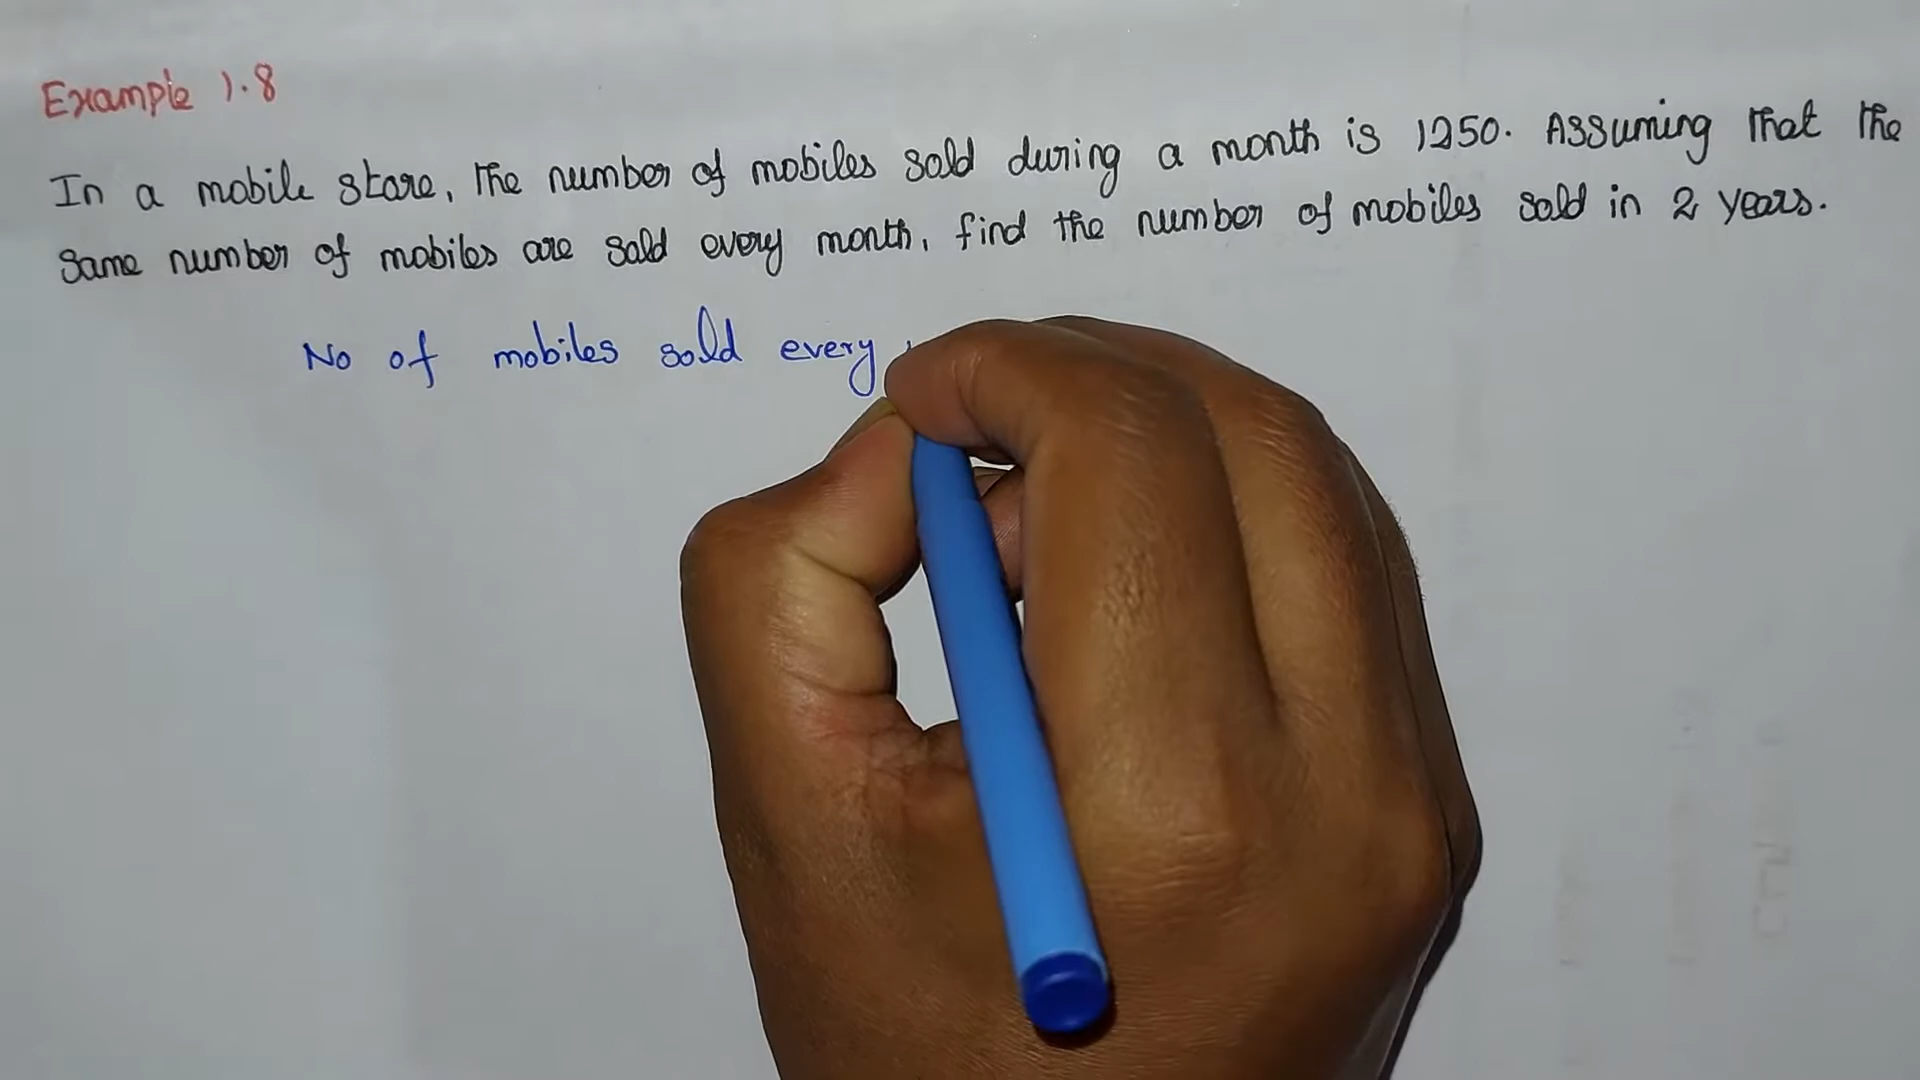 Example 1.8
In a mobile store, the number of mobiles sold during a month is 1250. Assuming that the
same number of mobiles are sold every month, find the number of mobiles sold in 2 years.
No of mobiles sold every